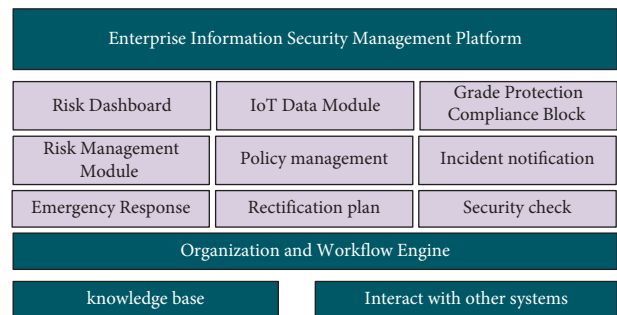 Enterprise Information Security Management Platform
Risk Dashboard
IoT Data Module
Grade Protection
Compliance Block
Risk Management
Module
Policy management
Incident notification
Emergency Response
Rectification plan
Security check
Organization and Workflow Engine
knowledge base
Interact with other systems